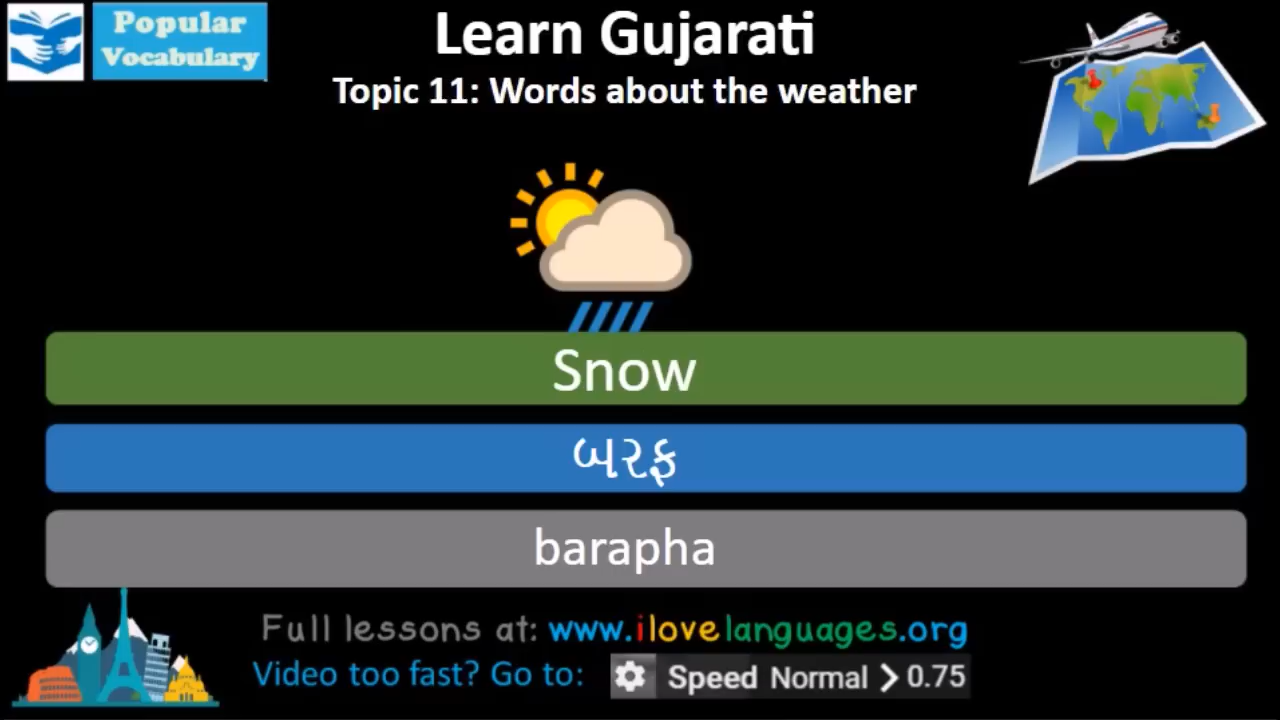 Popular
Vocabulary
Learn Gujarati
Topic 11: Words about the weather
Snow
બરફ
barapha
Full lessons at: www.ilovelanguages.org
Video too fast? Go to: Speed Normal > 0.75